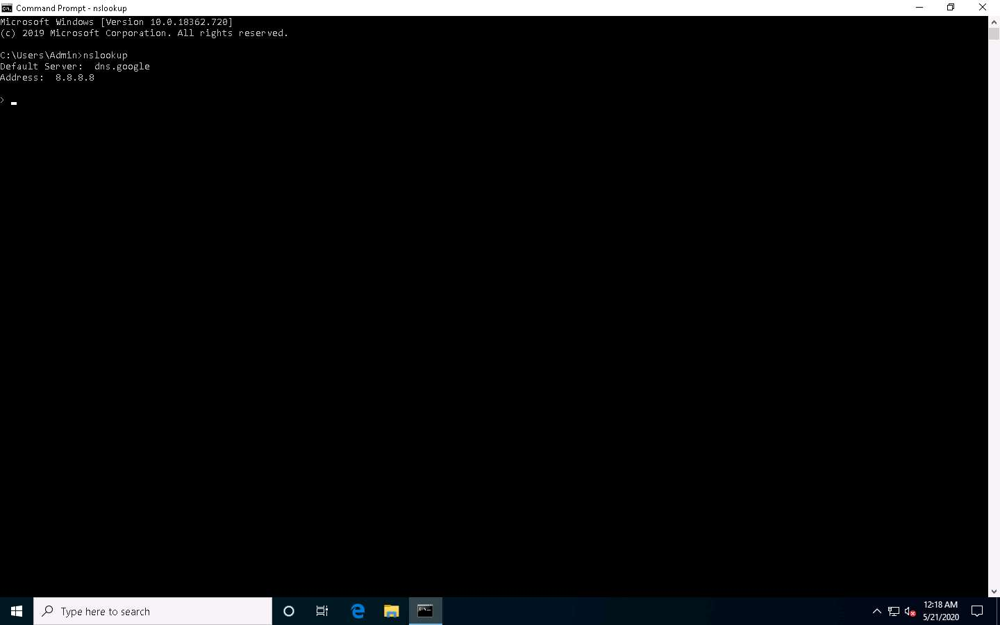 Command Prompt - nslookup
Microsoft Windows [Version 10.0.18362.720]
(c) 2019 Microsoft Corporation. All rights reserved.
C:\Users\Admin>nslookup
Default Server:  dns.google
Address:  8.8.8.8
>
Type here to search
12:18 AM
5/21/2020